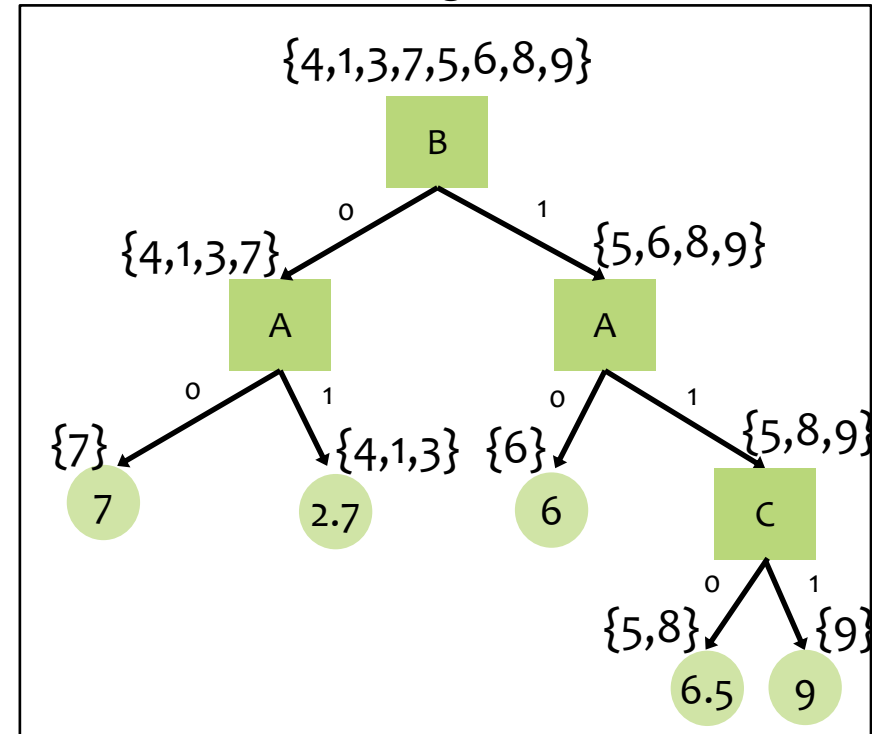 {4,1,3,7,5,6,8,9}
B
0 1
{4,1,3,7} {5,6,8,9}
A A
0 1 0 1
{7} {4,1,3} {6} {5,8,9}
7 2.7 6 C
0 1
{5,8} {9}
6.5 9